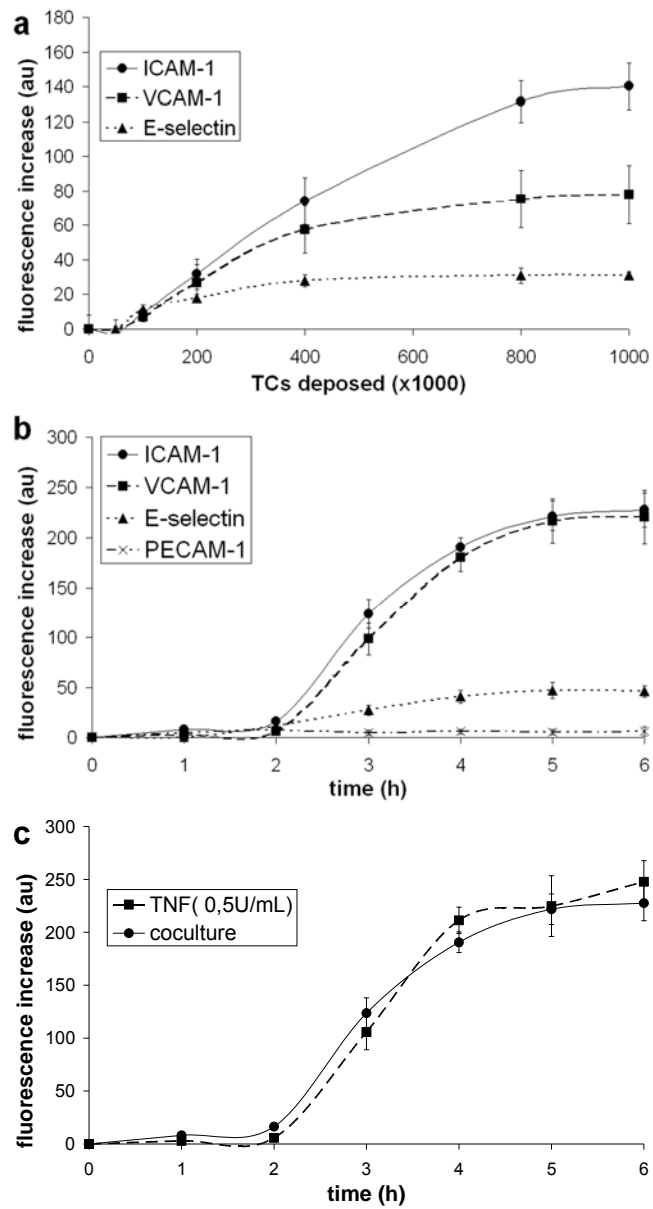 a
fluorescence increase (au)
160
140
120
100
80
60
40
20
0
ICAM-1
VCAM-1
E-selectin
0 200 400 600 800 1000
TCs deposed (x1000)
b
fluorescence increase (au)
300
250
200
150
100
50
0
ICAM-1
VCAM-1
E-selectin
PECAM-1
0 1 2 3 4 5 6
time (h)
c
fluorescence increase (au)
300
250
200
150
100
50
0
TNF( 0,5U/mL)
coculture
0 1 2 3 4 5 6
time (h)